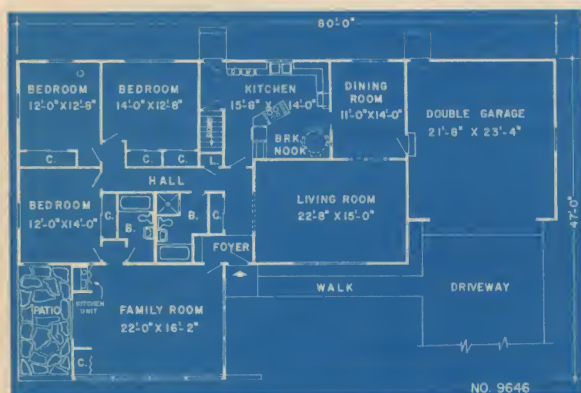 80'-0"
BEDROOM
12'-0"X12'-8"
BEDROOM
14'-0"X12'-8"
KITCHEN
15'-8" X 14'-0"
DINING
ROOM
11'-0"X14'-0"
DOUBLE GARAGE
21'-8" X 23'-4"
BRK.
NOOK
C.
C.
C.
L.
HALL
BEDROOM
12'-0"X14'-0"
C.
B.
B.
C.
LIVING ROOM
22'-8" X 15'-0"
47'-0"
FOYER
WALK
DRIVEWAY
PATIO
KITCHEN
UNIT
FAMILY ROOM
22'-0" X 16'-2"
C.
NO. 9646